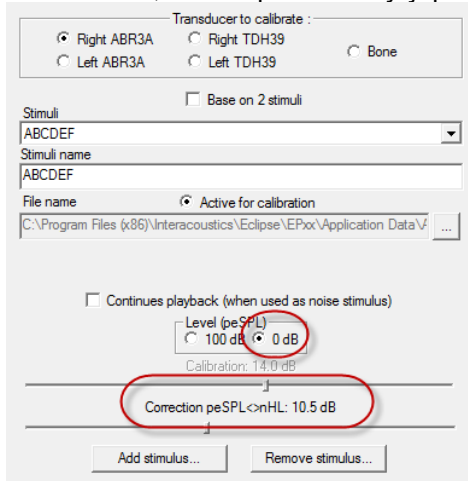 Transducer to calibrate :
Right ABR3A Right TDH39 Bone
Left ABR3A Left TDH39
Base on 2 stimuli
Stimuli
ABCDEF
Stimuli name
ABCDEF
File name Active for calibration
C:\Program Files (x86)\Interacoustics\Eclipse\EPxx\Application Data\ ...
Continues playback (when used as noise stimulus)
Level (peSPL)
100 dB 0 dB
Calibration: 14.0 dB
Correction peSPL<>nHL: 10.5 dB
Add stimulus... Remove stimulus...